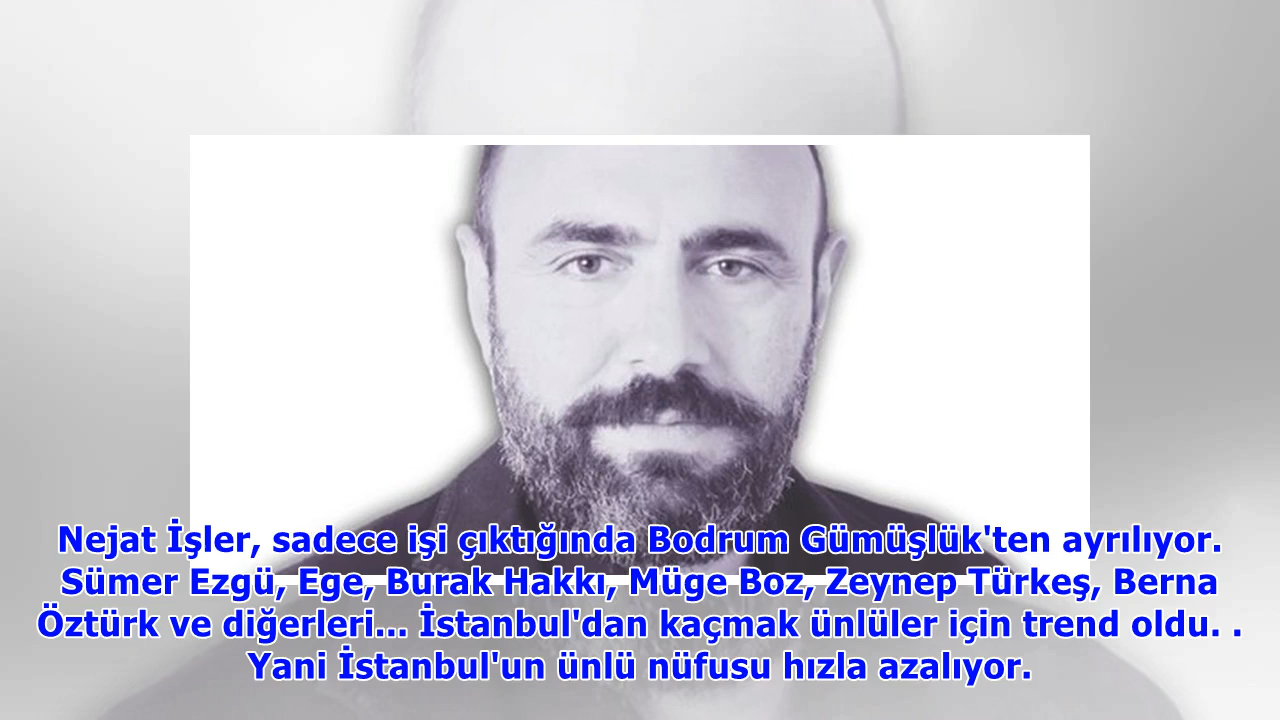 Nejat İşler, sadece işi çıktığında Bodrum Gümüşlük'ten ayrılıyor.
Sümer Ezgü, Ege, Burak Hakkı, Müge Boz, Zeynep Türkeş, Berna
Öztürk ve diğerleri... İstanbul'dan kaçmak ünlüler için trend oldu. .
Yani İstanbul'un ünlü nüfusu hızla azalıyor.